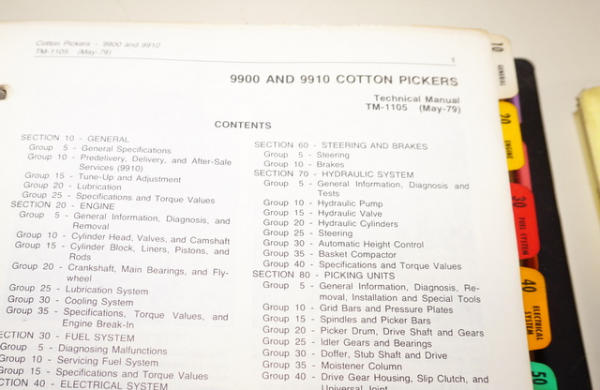 Cotton Pickers - 9900 and 9910
TM-1105 (May-79)
1
9900 AND 9910 COTTON PICKERS
Technical Manual
TM-1105 (May-79)
CONTENTS
SECTION 10 - GENERAL
Group 5 - General Specifications
Group 10 - Predelivery, Delivery, and After-Sale
Services (9910)
Group 15 - Tune-Up and Adjustment
Group 20 - Lubrication
Group 25 - Specifications and Torque Values
SECTION 20 - ENGINE
Group 5 - General Information, Diagnosis, and
Removal
Group 10 - Cylinder Head, Valves, and Camshaft
Group 15 - Cylinder Block, Liners, Pistons, and
Rods
Group 20 - Crankshaft, Main Bearings, and Fly-
wheel
Group 25 - Lubrication System
Group 30 - Cooling System
Group 35 - Specifications, Torque Values, and
Engine Break-In
SECTION 30 - FUEL SYSTEM
Group 5 - Diagnosing Malfunctions
Group 10 - Servicing Fuel System
Group 15 - Specifications and Torque Values
CTION 40 - ELECTRICAL SYSTEM
SECTION 60 - STEERING AND BRAKES
Group 5 - Steering
Group 10 - Brakes
SECTION 70 - HYDRAULIC SYSTEM
Group 5 - General Information, Diagnosis and
Tests
Group 10 - Hydraulic Pump
Group 15 - Hydraulic Valve
Group 20 - Hydraulic Cylinders
Group 25 - Steering
Group 30 - Automatic Height Control
Group 35 - Basket Compactor
Group 40 - Specifications and Torque Values
SECTION 80 - PICKING UNITS
Group 5 - General Information, Diagnosis, Re-
moval, Installation and Special Tools
Group 10 - Grid Bars and Pressure Plates
Group 15 - Spindles and Picker Bars
Group 20 - Picker Drum, Drive Shaft and Gears
Group 25 - Idler Gears and Bearings
Group 30 - Doffer, Stub Shaft and Drive
Group 35 - Moistener Column
Group 40 - Drive Gear Housing, Slip Clutch, and
Universal Joint
10
GENERAL
20
ENGINE
30
FUEL SYSTEM
40
ELECTRICAL
SYSTEM
50